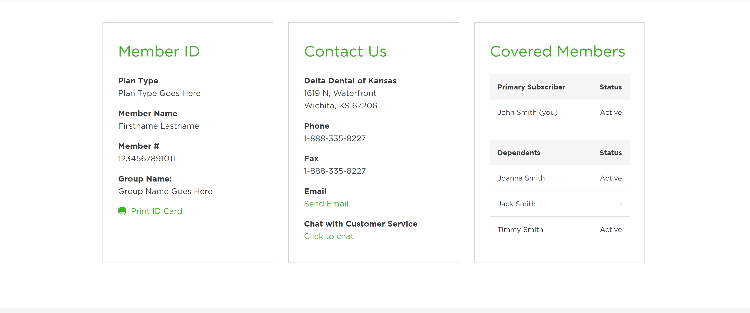 Member ID
Plan Type
Plan Type Goes Here
Member Name
Firstname Lastname
Member #
1234567891011
Group Name:
Group Name Goes Here
Print ID Card
Contact Us
Delta Dental of Kansas
1619 N, Waterfront
Wichita, KS 67206
Phone
1-888-335-8227
Fax
1-888-335-8227
Email
Send Email
Chat with Customer Service
Click to chat
Covered Members
Primary Subscriber Status
John Smith (you) Active
Dependents Status
Joanna Smith Active
Jack Smith -
Timmy Smith Active